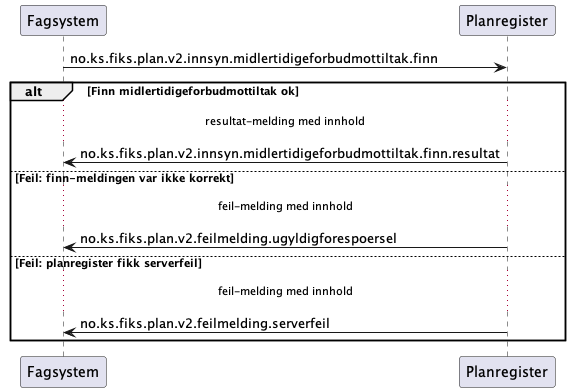 Fagsystem
Planregister
no.ks.fiks.plan.v2.innsyn.midlertidigeforbudmottiltak.finn
alt
[Finn midlertidigeforbudmottiltak ok]
resultat-melding med innhold
no.ks.fiks.plan.v2.innsyn.midlertidigeforbudmottiltak.finn.resultat
[Feil: finn-meldingen var ikke korrekt]
feil-melding med innhold
no.ks.fiks.plan.v2.feilmelding.ugyldigforespoersel
[Feil: planregister fikk serverfeil]
feil-melding med innhold
no.ks.fiks.plan.v2.feilmelding.serverfeil
Fagsystem
Planregister